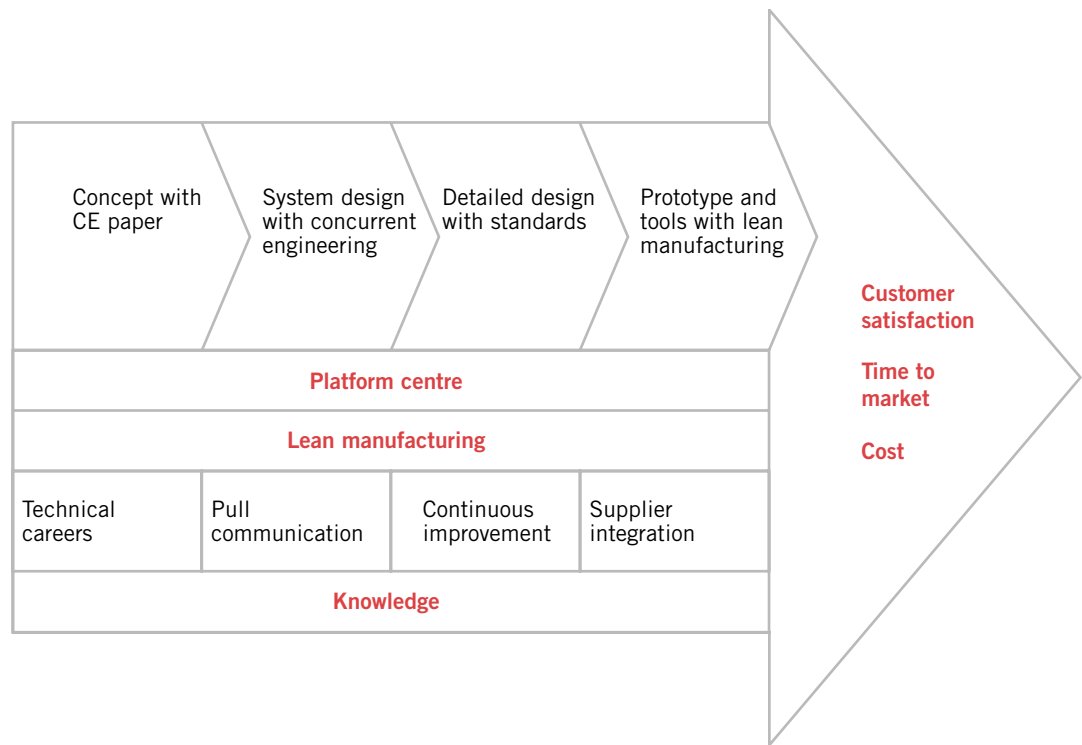 Concept with
CE paper
System design
with concurrent
engineering
Detailed design
with standards
Prototype and
tools with lean
manufacturing
Customer
satisfaction
Time to
market
Cost
Platform centre
Lean manufacturing
Technical
careers
Pull
communication
Continuous
improvement
Supplier
integration
Knowledge